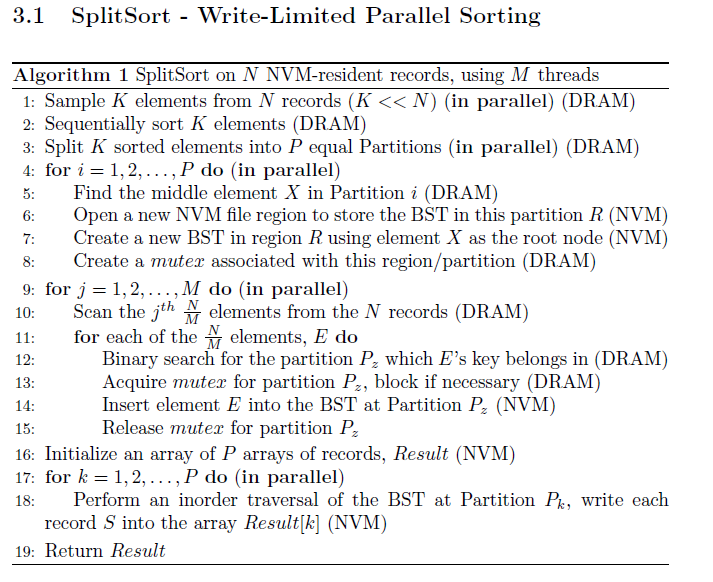 3.1 SplitSort - Write-Limited Parallel Sorting
Algorithm 1 SplitSort on N NVM-resident records, using M threads
1: Sample K elements from N records (K << N) (in parallel) (DRAM)
2: Sequentially sort K elements (DRAM)
3: Split K sorted elements into P equal Partitions (in parallel) (DRAM)
4: for i = 1, 2, . . . , P do (in parallel)
5: Find the middle element X in Partition i (DRAM)
6: Open a new NVM file region to store the BST in this partition R (NVM)
7: Create a new BST in region R using element X as the root node (NVM)
8: Create a mutex associated with this region/partition (DRAM)
9: for j = 1, 2, . . . , M do (in parallel)
10: Scan the j^th N/M elements from the N records (DRAM)
11: for each of the N/M elements, E do
12: Binary search for the partition P_z which E's key belongs in (DRAM)
13: Acquire mutex for partition P_z, block if necessary (DRAM)
14: Insert element E into the BST at Partition P_z (NVM)
15: Release mutex for partition P_z
16: Initialize an array of P arrays of records, Result (NVM)
17: for k = 1, 2, . . . , P do (in parallel)
18: Perform an inorder traversal of the BST at Partition P_k, write each
record S into the array Result[k] (NVM)
19: Return Result